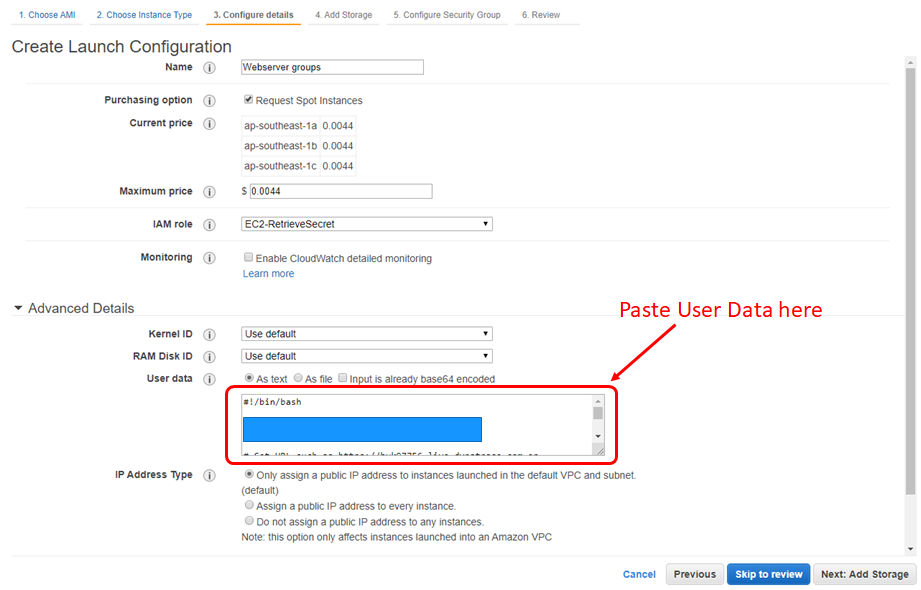 1. Choose AMI 2. Choose Instance Type 3. Configure details 4. Add Storage 5. Configure Security Group 6. Review
Create Launch Configuration
Name Webserver groups
Purchasing option Request Spot Instances
Current price ap-southeast-1a 0.0044
ap-southeast-1b 0.0044
ap-southeast-1c 0.0044
Maximum price $ 0.0044
IAM role EC2-RetrieveSecret
Monitoring Enable CloudWatch detailed monitoring
Learn more
Advanced Details
Paste User Data here
Kernel ID Use default
RAM Disk ID Use default
User data As text As file Input is already base64 encoded
#!/bin/bash
IP Address Type Only assign a public IP address to instances launched in the default VPC and subnet.
(default)
Assign a public IP address to every instance.
Do not assign a public IP address to any instances.
Note: this option only affects instances launched into an Amazon VPC
Cancel Previous Skip to review Next: Add Storage